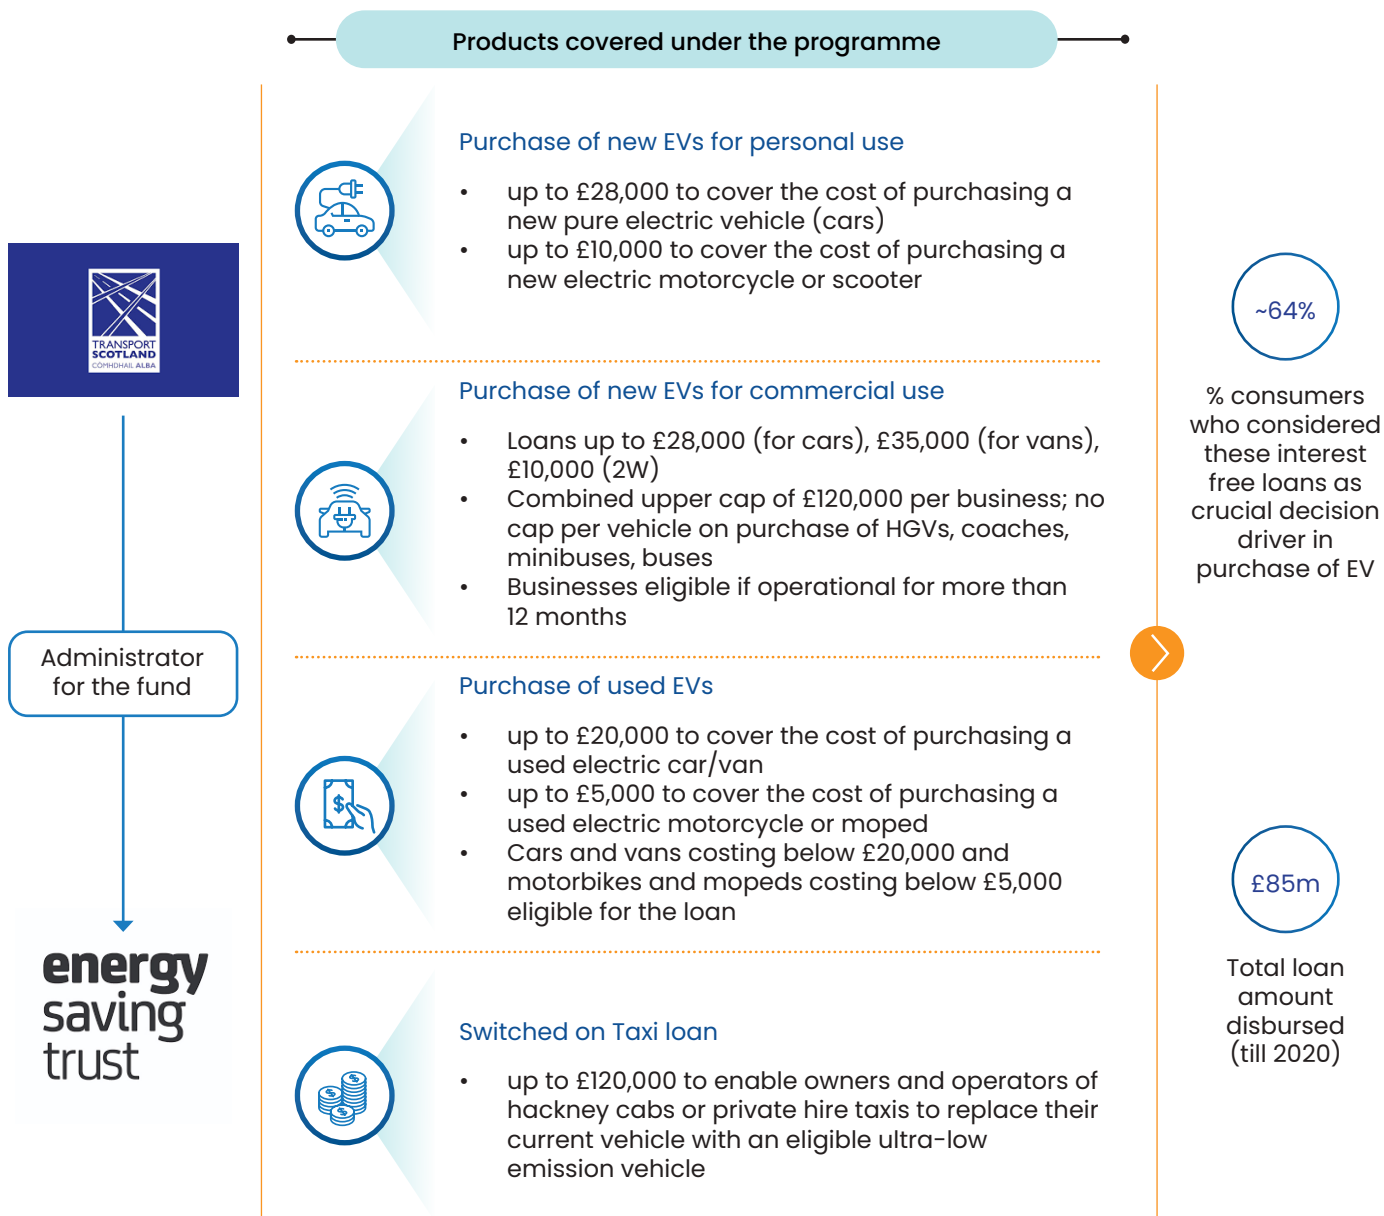 Products covered under the programme
TRANSPORT
SCOTLAND
CÒMHDHAIL ALBA
Administrator
for the fund
energy
saving
trust
Purchase of new EVs for personal use
• up to £28,000 to cover the cost of purchasing a
new pure electric vehicle (cars)
• up to £10,000 to cover the cost of purchasing a
new electric motorcycle or scooter
Purchase of new EVs for commercial use
• Loans up to £28,000 (for cars), £35,000 (for vans),
£10,000 (2W)
• Combined upper cap of £120,000 per business; no
cap per vehicle on purchase of HGVs, coaches,
minibuses, buses
• Businesses eligible if operational for more than
12 months
Purchase of used EVs
• up to £20,000 to cover the cost of purchasing a
used electric car/van
• up to £5,000 to cover the cost of purchasing a
used electric motorcycle or moped
• Cars and vans costing below £20,000 and
motorbikes and mopeds costing below £5,000
eligible for the loan
Switched on Taxi loan
• up to £120,000 to enable owners and operators of
hackney cabs or private hire taxis to replace their
current vehicle with an eligible ultra-low
emission vehicle
~64%
% consumers
who considered
these interest
free loans as
crucial decision
driver in
purchase of EV
£85m
Total loan
amount
disbursed
(till 2020)